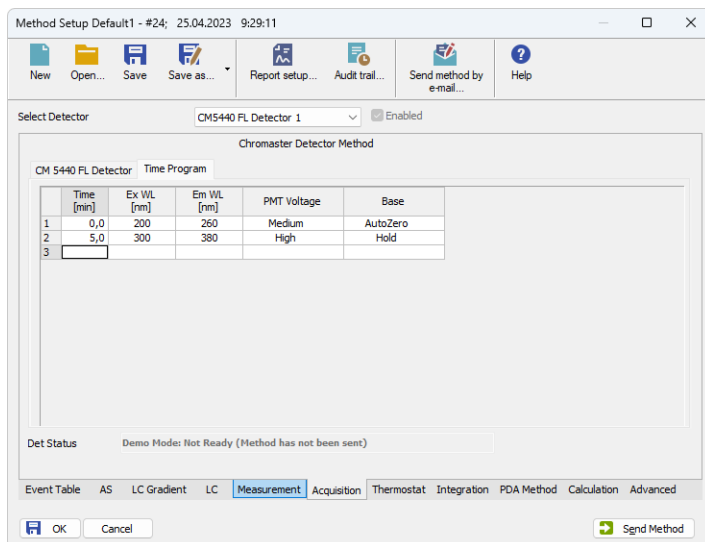 Method Setup Default1 - #24; 25.04.2023 9:29:11
New Open... Save Save as... Report setup... Audit trail... Send method by e-mail... Help
Select Detector CM5440 FL Detector 1 Enabled
Chromaster Detector Method
CM 5440 FL Detector Time Program
Time [min] Ex WL [nm] Em WL [nm] PMT Voltage Base
1 0,0 200 260 Medium AutoZero
2 5,0 300 380 High Hold
3
Det Status Demo Mode: Not Ready (Method has not been sent)
Event Table AS LC Gradient LC Measurement Acquisition Thermostat Integration PDA Method Calculation Advanced
OK Cancel Send Method